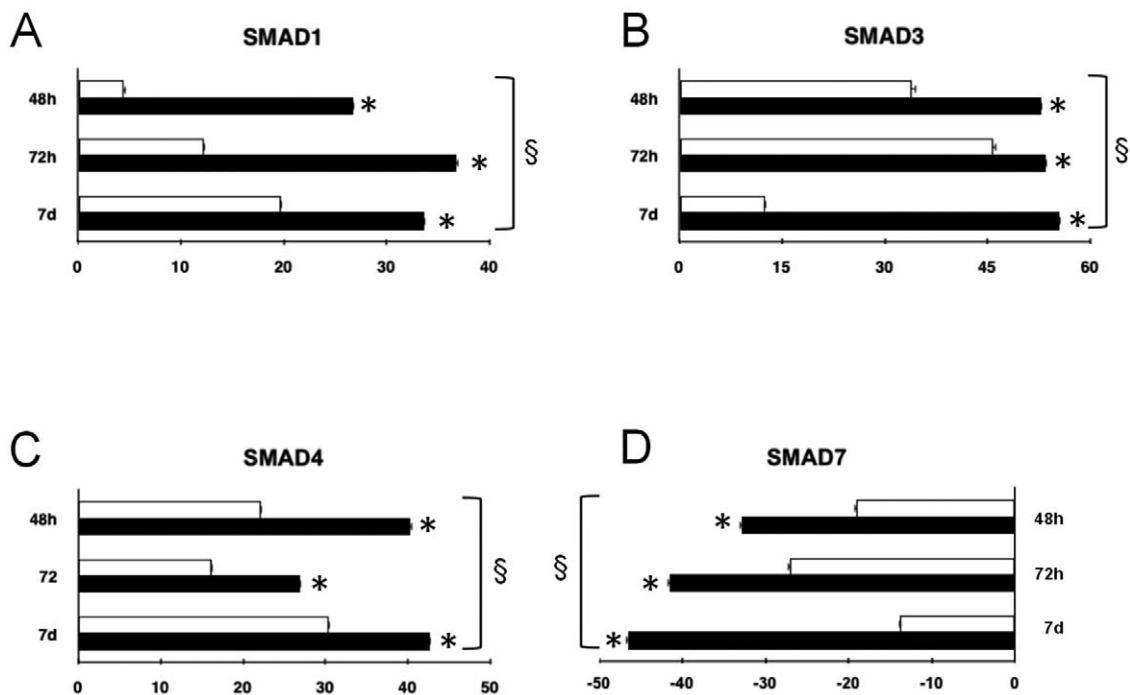 A
SMAD1
48h
*
72h
*
§
7d
*
0 10 20 30 40
B
SMAD3
48h
*
72h
*
§
7d
*
0 15 30 45 60
C
SMAD4
48h
*
72
*
§
7d
*
0 10 20 30 40 50
D
SMAD7
*
48h
§
*
72h
*
7d
-50 -40 -30 -20 -10 0